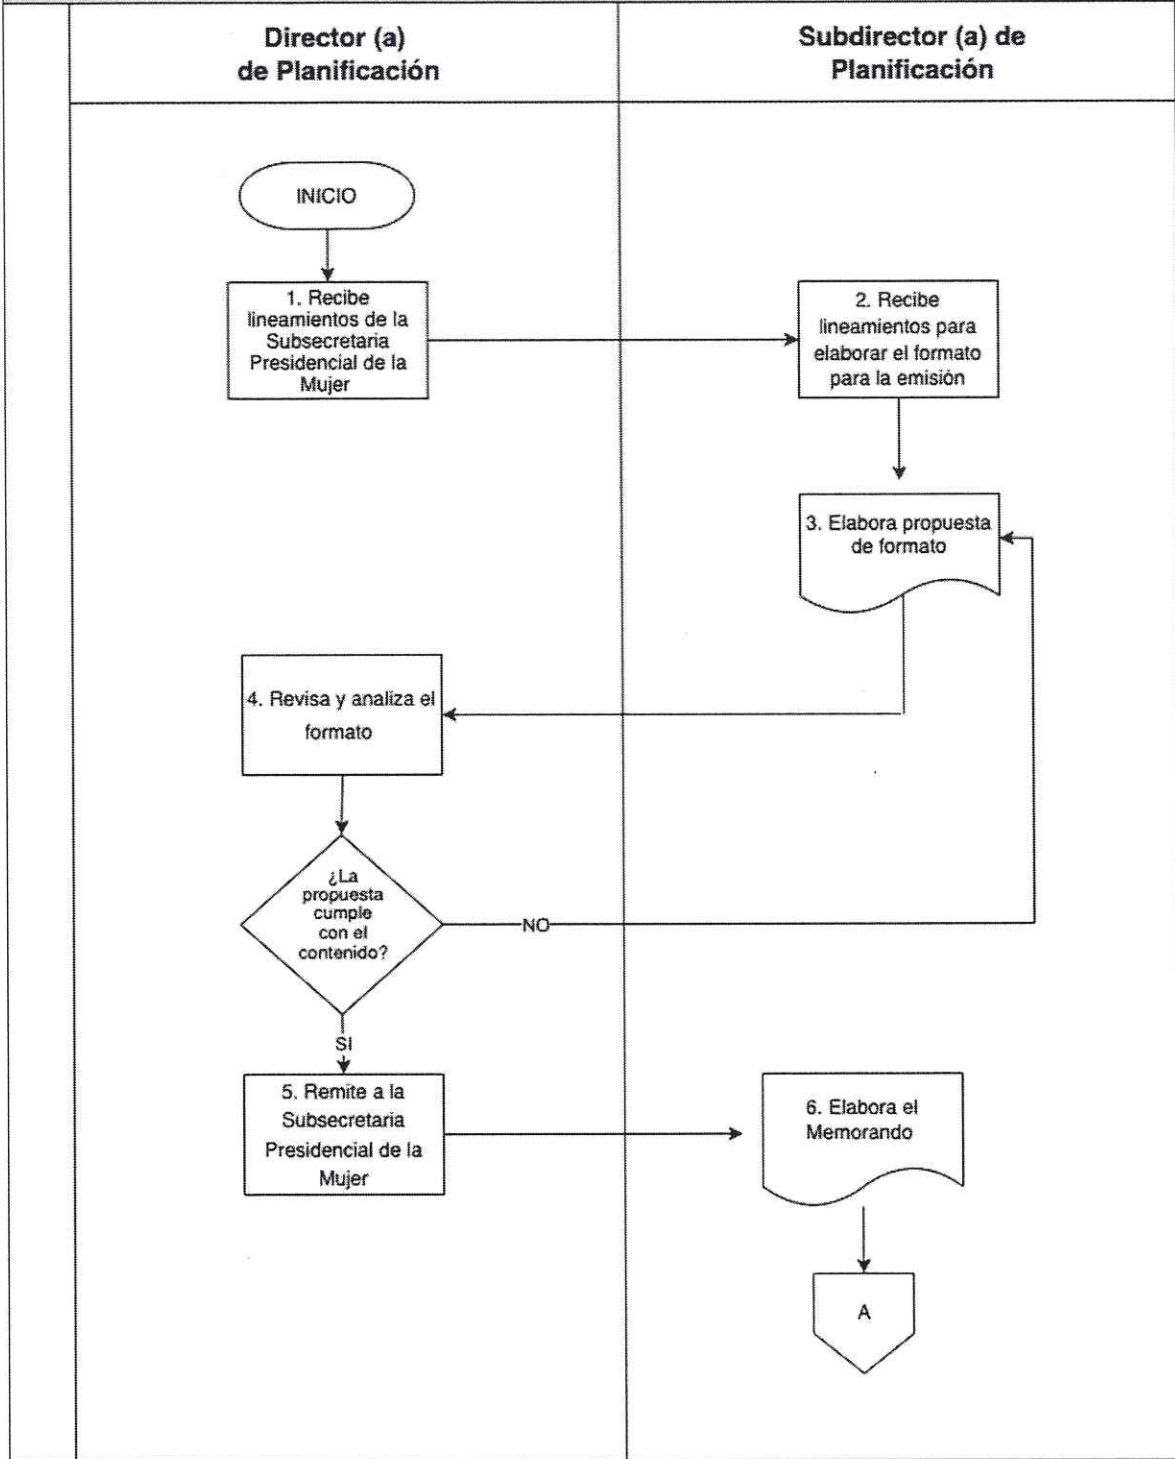 Director (a)
de Planificación
Subdirector (a) de
Planificación
INICIO
1. Recibe
lineamientos de la
Subsecretaria
Presidencial de la
Mujer
2. Recibe
lineamientos para
elaborar el formato
para la emisión
3. Elabora propuesta
de formato
4. Revisa y analiza el
formato
¿La
propuesta
cumple
con el
contenido?
NO
SI
5. Remite a la
Subsecretaria
Presidencial de la
Mujer
6. Elabora el
Memorando
A